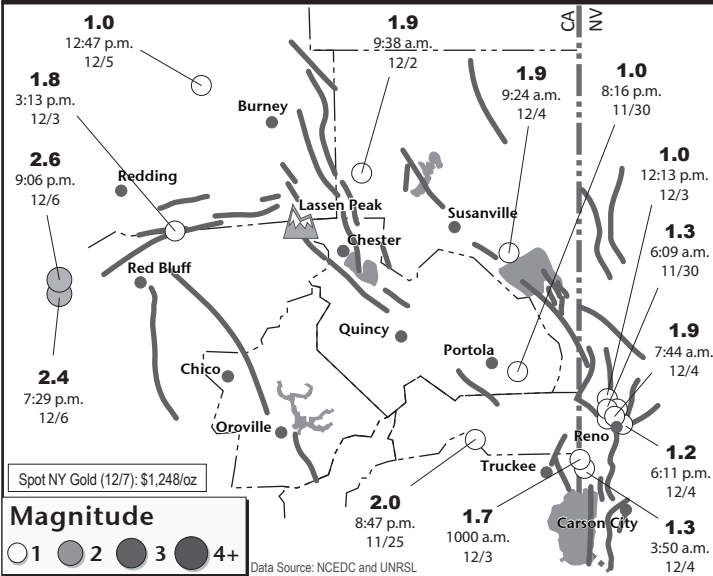 1.0
12:47 p.m.
12/5
1.9
9:38 a.m.
12/2
CA
NV
1.8
3:13 p.m.
12/3
1.9
9:24 a.m.
12/4
1.0
8:16 p.m.
11/30
Burney
2.6
9:06 p.m.
12/6
Redding
1.0
12:13 p.m.
12/3
Lassen Peak
Susanville
1.3
6:09 a.m.
11/30
Chester
Red Bluff
Quincy
1.9
7:44 a.m.
12/4
Portola
2.4
7:29 p.m.
12/6
Chico
Oroville
Reno
1.2
6:11 p.m.
12/4
Truckee
Spot NY Gold (12/7): $1,248/oz
2.0
8:47 p.m.
11/25
1.7
1000 a.m.
12/3
Carson City
1.3
3:50 a.m.
12/4
Magnitude
1 2 3 4+
Data Source: NCEDC and UNRSL